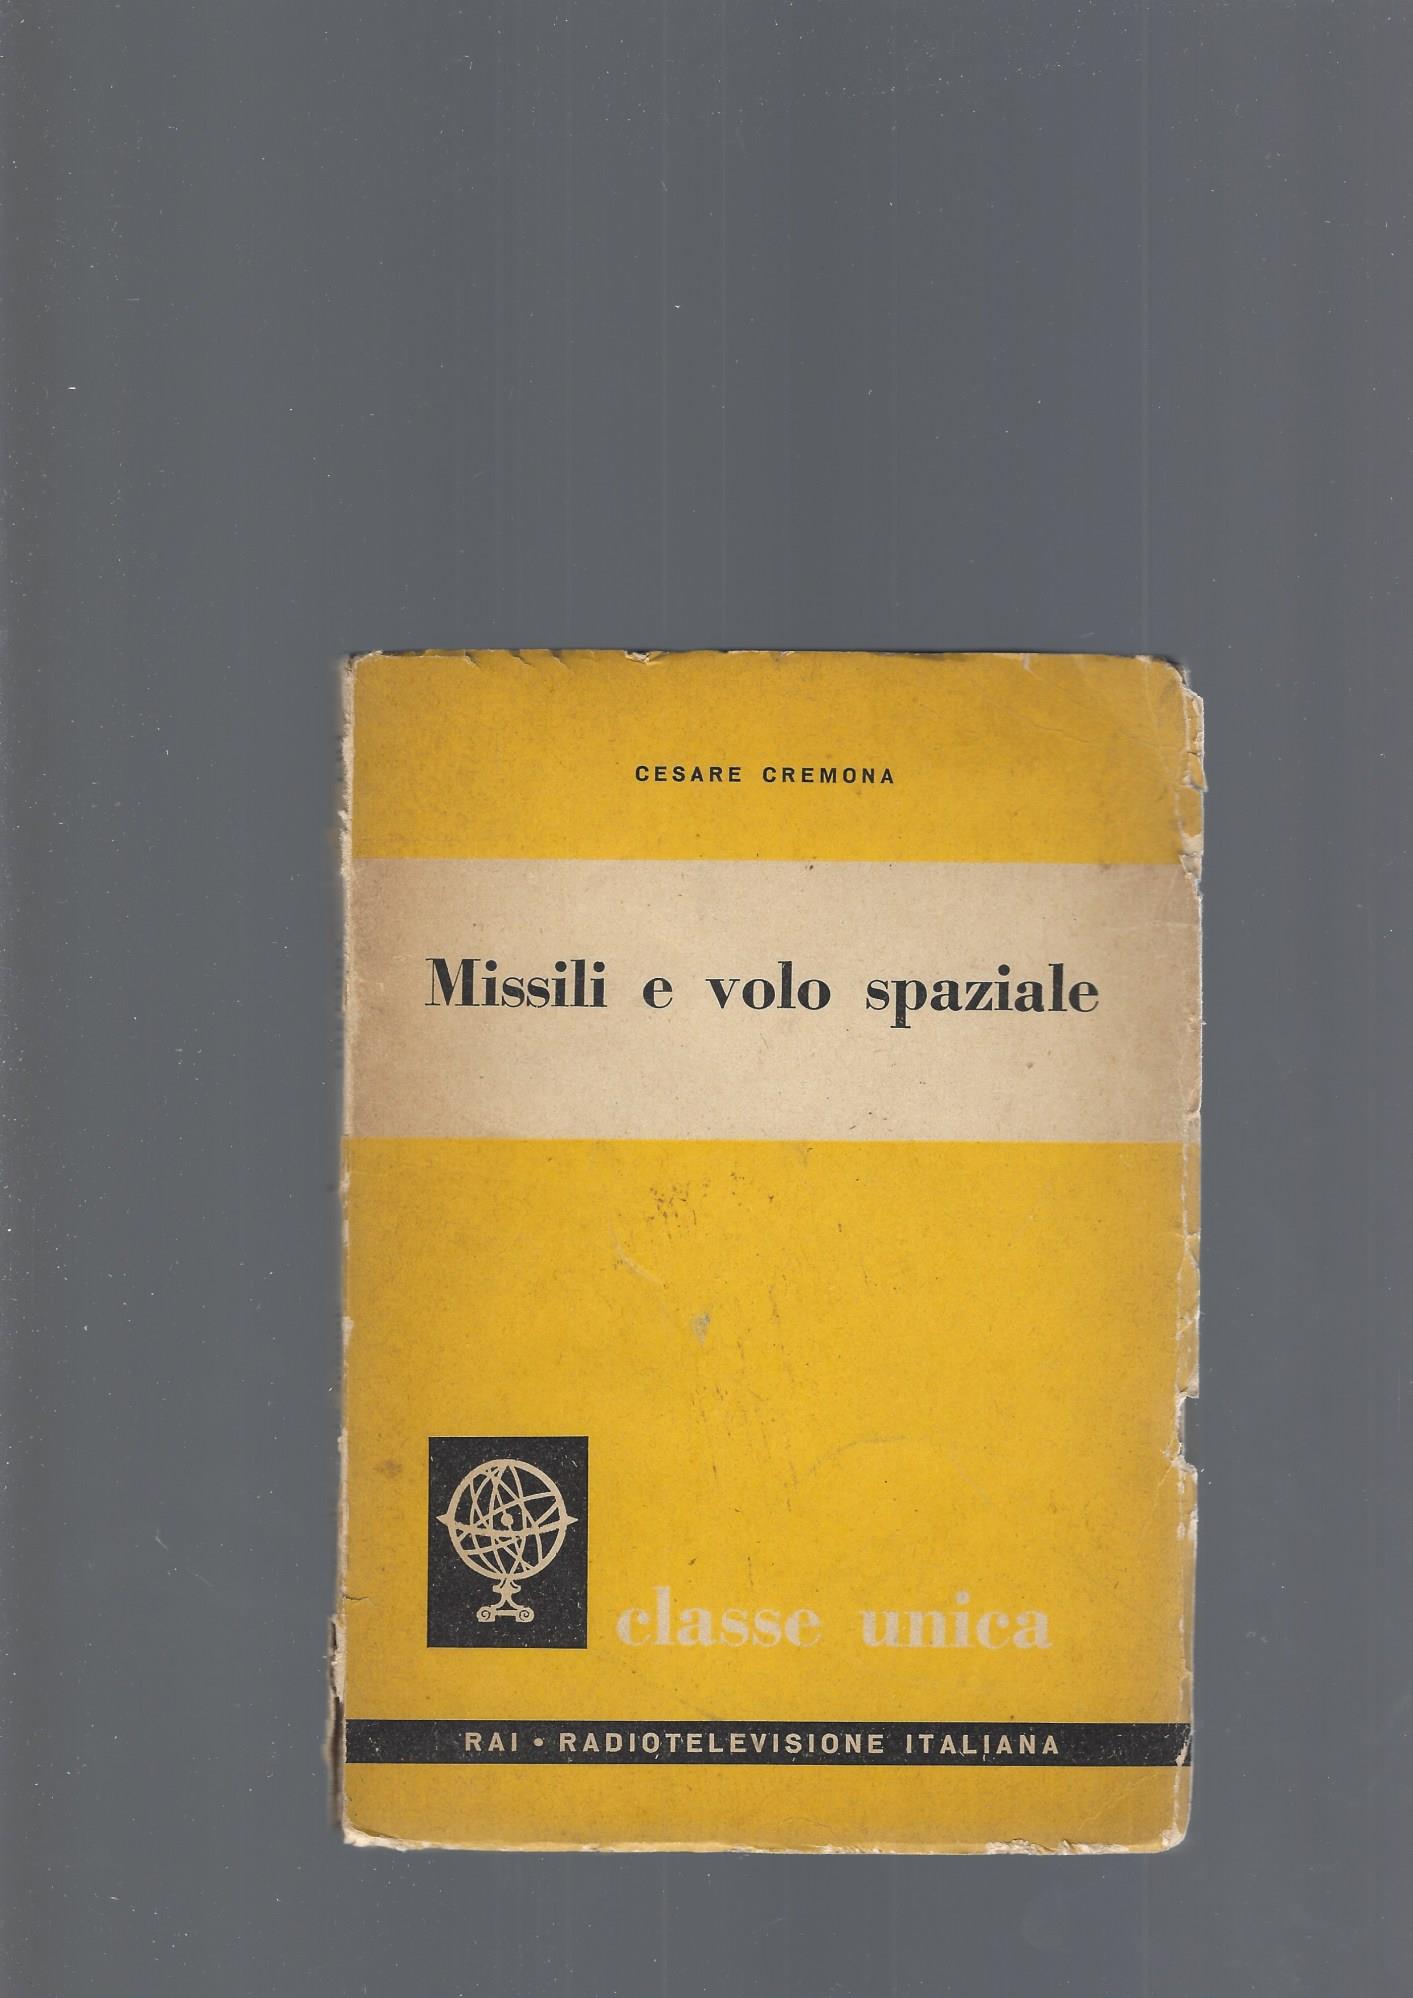 CESARE CREMONA
Missili e volo spaziale
classe unica
RAI • RADIOTELEVISIONE ITALIANA